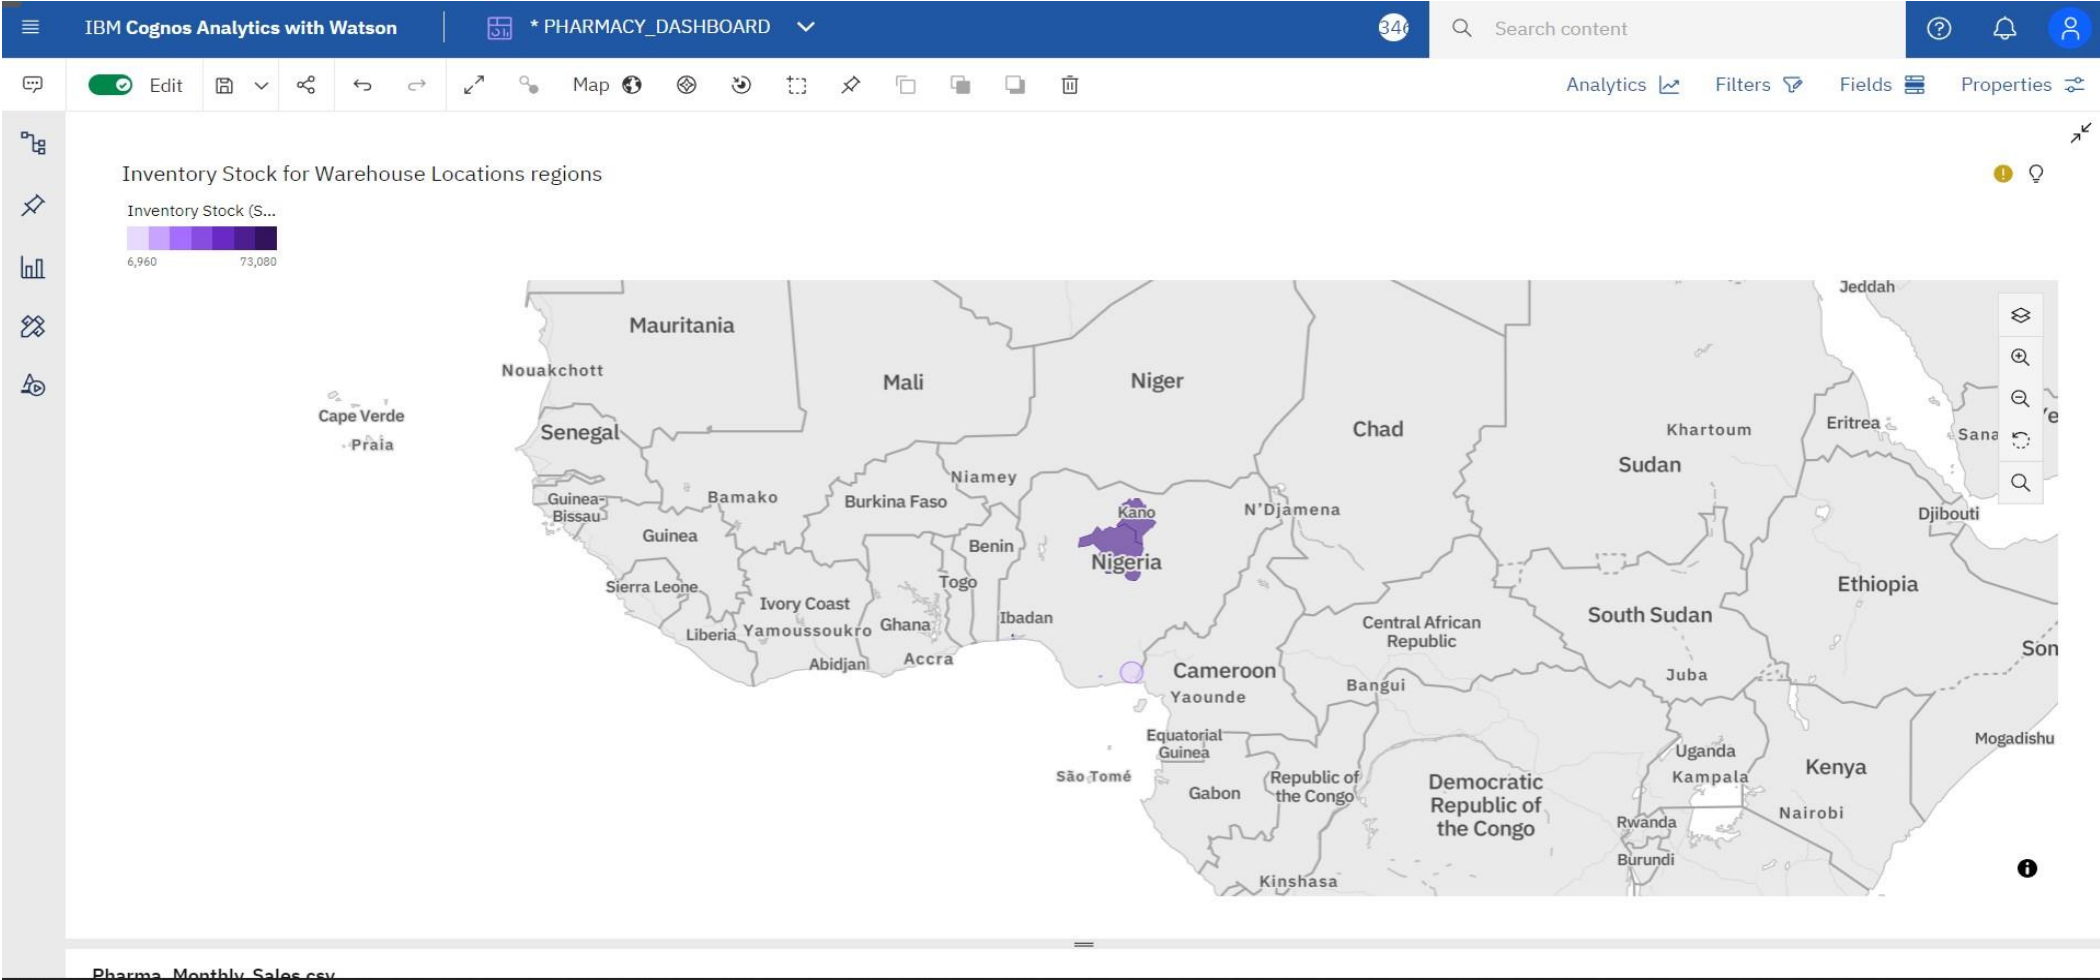 IBM Cognos Analytics with Watson
* PHARMACY_DASHBOARD
346
Search content
Edit
Map
Analytics
Filters
Fields
Properties
Inventory Stock for Warehouse Locations regions
Inventory Stock (S...
6,960
73,080
Jeddah
Mauritania
Nouakchott
Mali
Niger
Cape Verde
Praia
Senegal
Chad
Khartoum
Eritrea
Sana
Ye
Sudan
Niamey
Guinea-
Bissau
Bamako
Burkina Faso
Kano
N'Djamena
Djibouti
Guinea
Benin
Nigeria
Sierra Leone
Togo
Ethiopia
Ivory Coast
Ghana
Ibadan
Liberia
Yamoussoukro
Central African
Republic
South Sudan
Abidjan
Accra
Cameroon
Son
Yaounde
Bangui
Juba
Equatorial
Guinea
Mogadishu
São Tomé
Gabon
Republic of
the Congo
Democratic
Republic of
the Congo
Uganda
Kampala
Kenya
Nairobi
Rwanda
Burundi
Kinshasa
Pharma_Monthly_Sales.csv